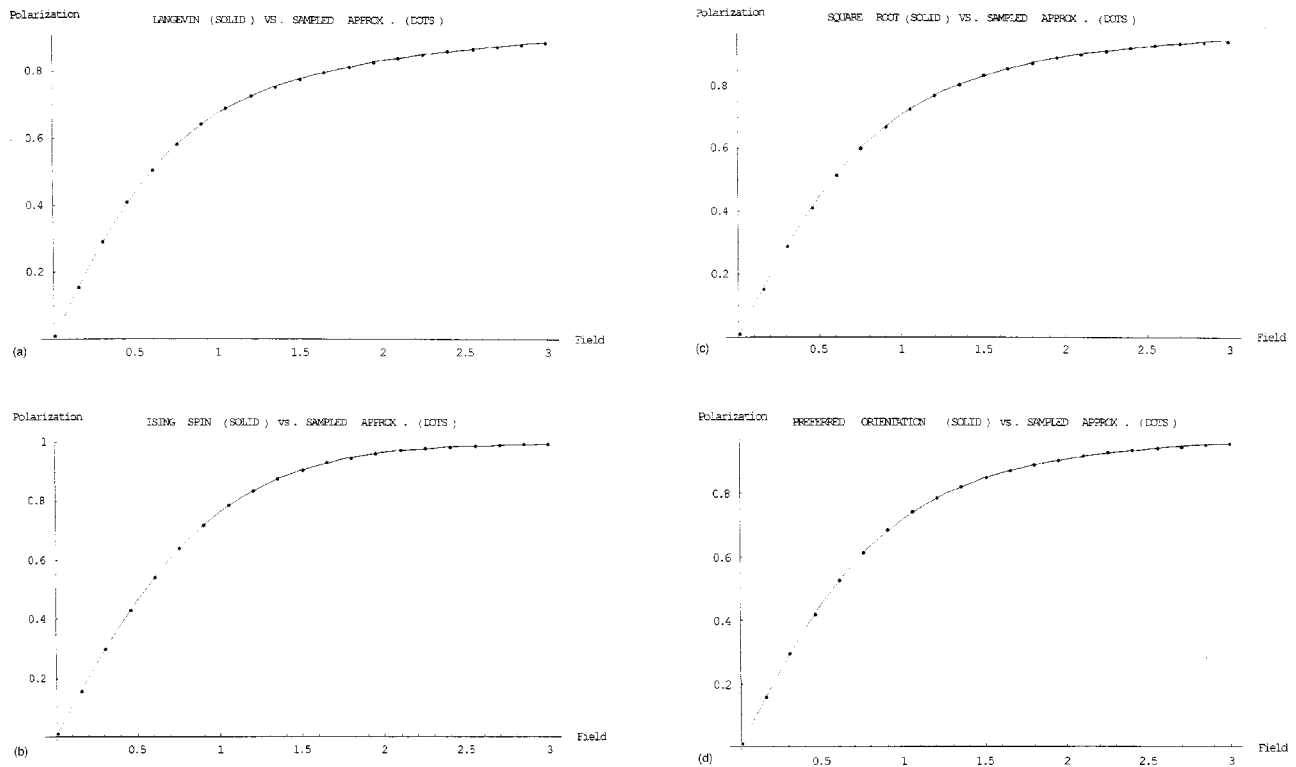 Polarization
LANGEVIN (SOLID) VS. SAMPLED APPROX. (DOTS)
0.8
0.6
0.4
0.2
0.5
1
1.5
2
2.5
3
Field
(a)
Polarization
SQUARE ROOT (SOLID) VS. SAMPLED APPROX. (DOTS)
0.8
0.6
0.4
0.2
0.5
1
1.5
2
2.5
3
Field
(c)
Polarization
ISING SPIN (SOLID) vs. SAMPLED APPROX. (DOTS)
1
0.8
0.6
0.4
0.2
0.5
1
1.5
2
2.5
3
Field
(b)
Polarization
PREFERRED ORIENTATION (SOLID) vs. SAMPLED APPROX. (DOTS)
0.8
0.6
0.4
0.2
0.5
1
1.5
2
2.5
3
Field
(d)